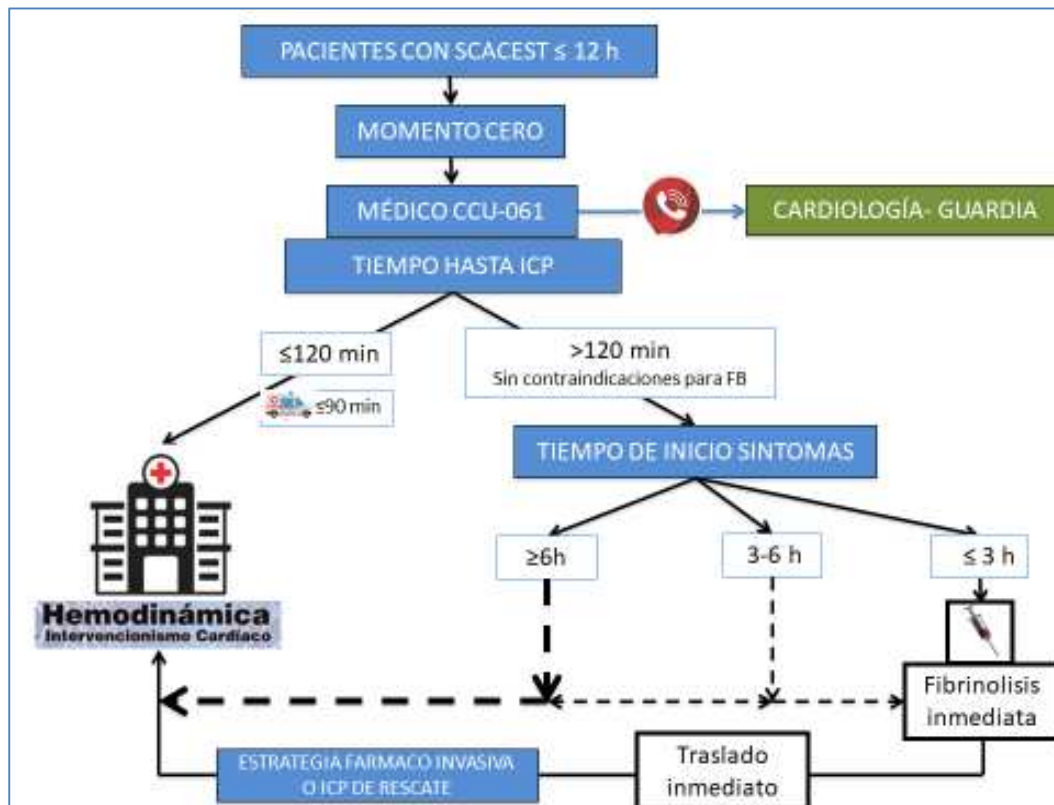 PACIENTES CON SCACEST ≤ 12 h
MOMENTO CERO
MÉDICO CCU-061
CARDIOLOGÍA- GUARDIA
TIEMPO HASTA ICP
≤120 min
≤90 min
>120 min
Sin contraindicaciones para FB
TIEMPO DE INICIO SINTOMAS
≥6h
3-6 h
≤ 3 h
Hemodinámica
Intervencionismo Cardíaco
Fibrinolisis
inmediata
ESTRATEGIA FARMACO INVASIVA
O ICP DE RESCATE
Traslado
inmediato